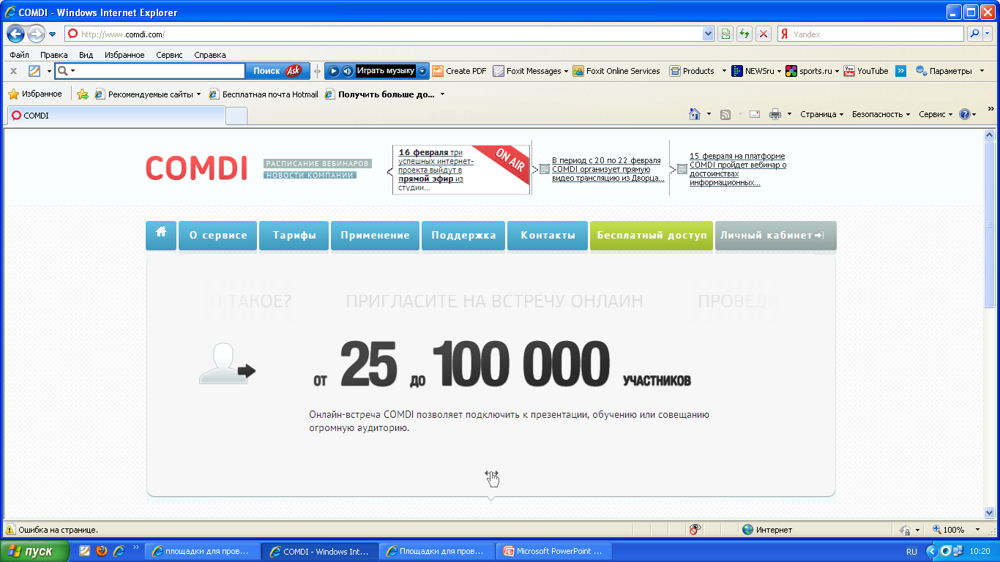 COMDI - Windows Internet Explorer
http://www.comdi.com/
Yandex
Файл Правка Вид Избранное Сервис Справка
Поиск Ask Играть музыку Create PDF Foxit Messages Foxit Online Services Products NEWSru sports.ru YouTube Параметры
Избранное Рекомендуемые сайты Бесплатная почта Hotmail Получить больше до...
COMDI
Страница Безопасность Сервис
COMDI
РАСПИСАНИЕ ВЕБИНАРОВ
НОВОСТИ КОМПАНИИ
16 февраля три
успешных интернет-
проекта выйдут в
прямой эфир из
студии...
ON AIR
В период с 20 по 22 февраля
COMDI организует прямую
видео трансляцию из Дворца...
15 февраля на платформе
COMDI пройдет вебинар о
достоинствах
информационных...
О сервисе Тарифы Применение Поддержка Контакты Бесплатный доступ Личный кабинет
О ТАКОЕ? ПРИГЛАСИТЕ НА ВСТРЕЧУ ОНЛАЙН ПРОВЕД
ОТ 25 ДО 100 000 УЧАСТНИКОВ
Онлайн-встреча COMDI позволяет подключить к презентации, обучению или совещанию
огромную аудиторию.
Ошибка на странице.
Интернет
100%
пуск
площадки для пров...
COMDI - Windows Int...
Площадки для пров...
Microsoft PowerPoint ...
RU
10:20